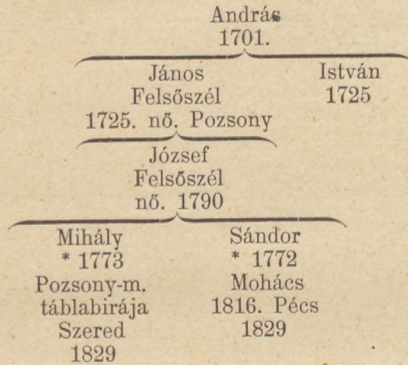 András
1701.
János
Felsőszél
1725. nő. Pozsony
István
1725
József
Felsőszél
nő. 1790
Mihály
* 1773
Pozsony-m.
táblabirája
Szered
1829
Sándor
* 1772
Mohács
1816. Pécs
1829